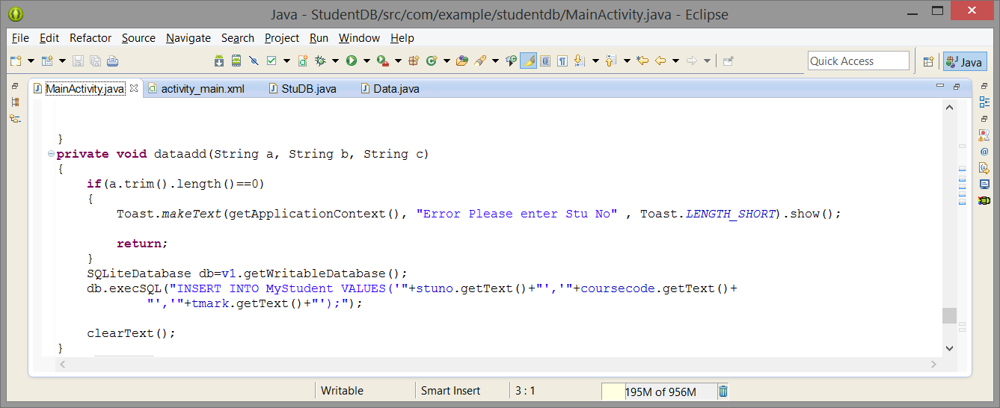 Java - StudentDB/src/com/example/studentdb/MainActivity.java - Eclipse
File Edit Refactor Source Navigate Search Project Run Window Help
Quick Access Java
MainActivity.java activity_main.xml StuDB.java Data.java
}
private void dataadd(String a, String b, String c)
{
if(a.trim().length()==0)
{
Toast.makeText(getApplicationContext(), "Error Please enter Stu No" , Toast.LENGTH_SHORT).show();
return;
}
SQLiteDatabase db=v1.getWritableDatabase();
db.execSQL("INSERT INTO MyStudent VALUES('"+stuno.getText()+"','"+coursecode.getText()+
"','"+tmark.getText()+"');");
clearText();
}
Writable Smart Insert 3 : 1 195M of 956M